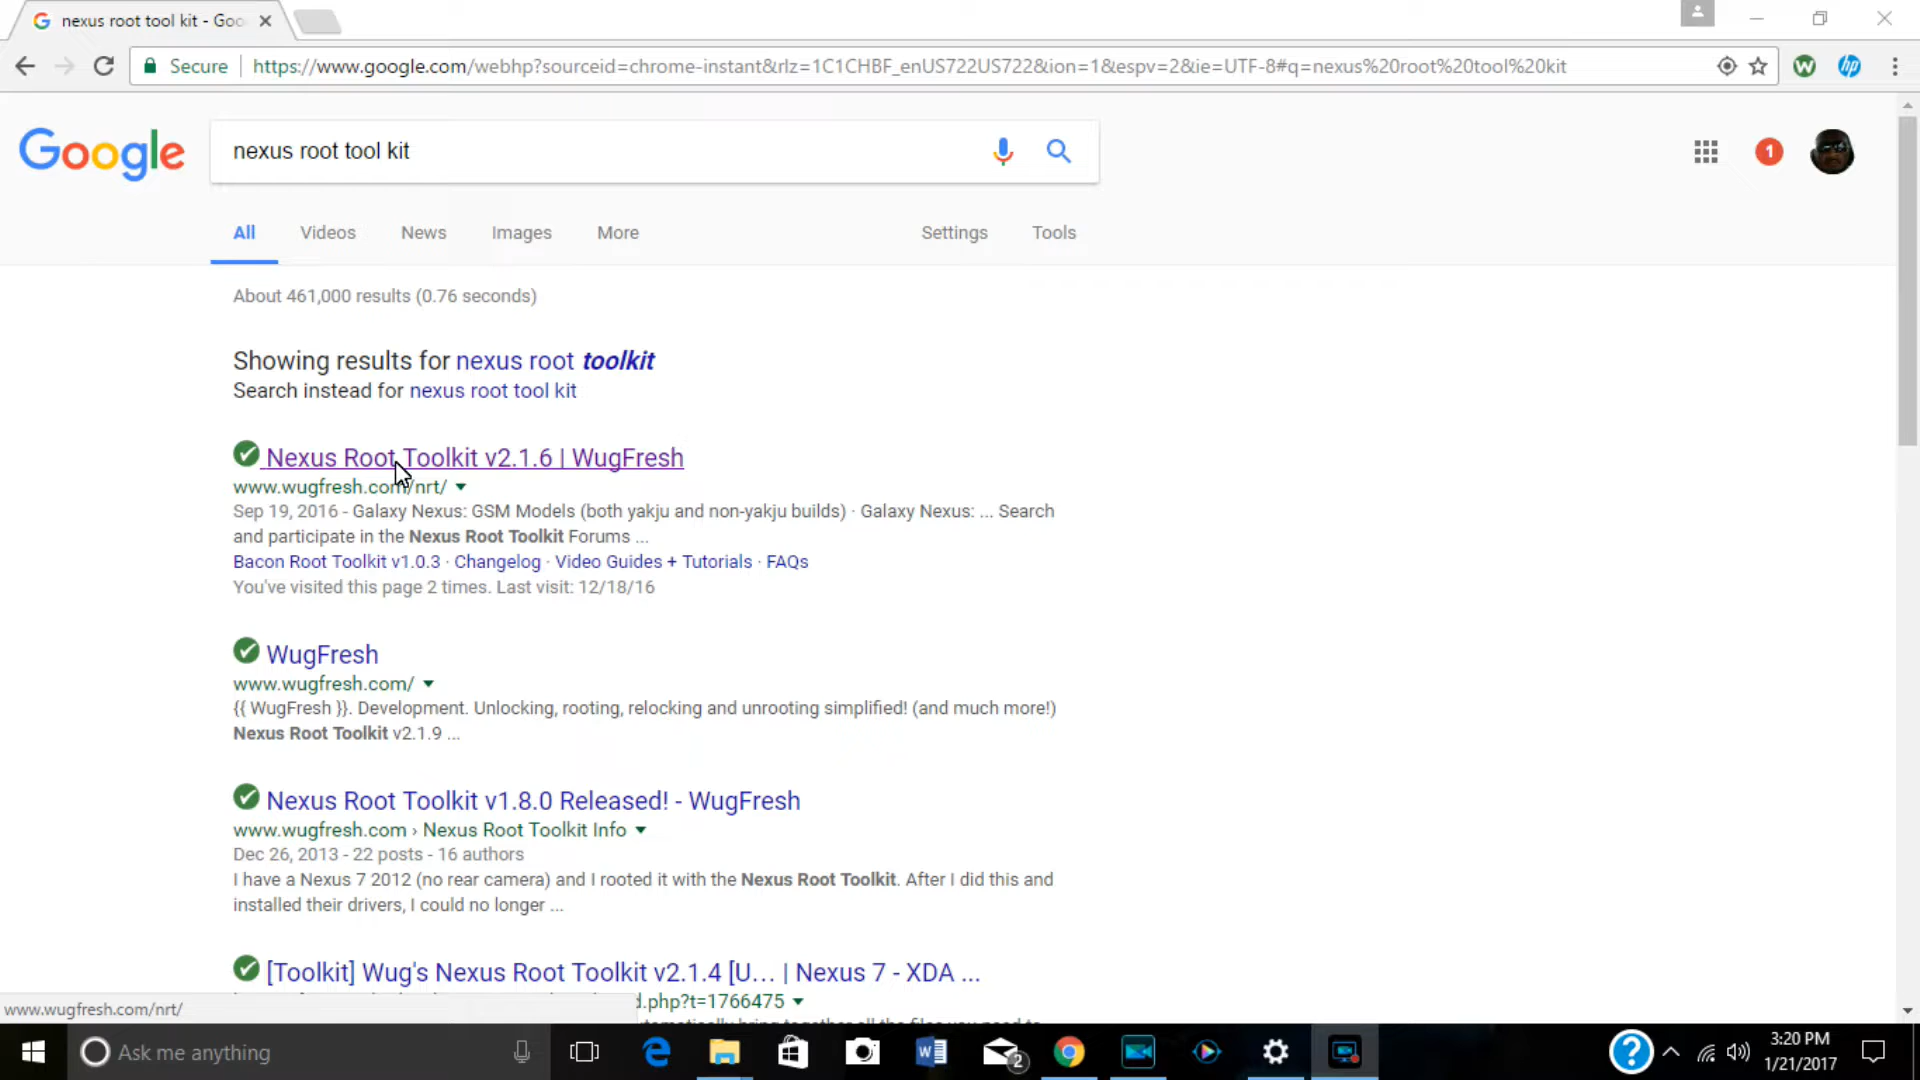 nexus root tool kit - Goo
Secure
https://www.google.com/webhp?sourceid=chrome-instant&rlz=1C1CHBF_enUS722US722&ion=1&espv=2&ie=UTF-8#q=nexus%20root%20tool%20kit
Google
nexus root tool kit
1
All Videos News Images More Settings Tools
About 461,000 results (0.76 seconds)
Showing results for nexus root toolkit
Search instead for nexus root tool kit
Nexus Root Toolkit v2.1.6 | WugFresh
www.wugfresh.com/nrt/
Sep 19, 2016 - Galaxy Nexus: GSM Models (both yakju and non-yakju builds) · Galaxy Nexus: ... Search
and participate in the Nexus Root Toolkit Forums ...
Bacon Root Toolkit v1.0.3 · Changelog · Video Guides + Tutorials · FAQs
You've visited this page 2 times. Last visit: 12/18/16
WugFresh
www.wugfresh.com/
{{ WugFresh }}. Development. Unlocking, rooting, relocking and unrooting simplified! (and much more!)
Nexus Root Toolkit v2.1.9 ...
Nexus Root Toolkit v1.8.0 Released! - WugFresh
www.wugfresh.com › Nexus Root Toolkit Info
Dec 26, 2013 - 22 posts - 16 authors
I have a Nexus 7 2012 (no rear camera) and I rooted it with the Nexus Root Toolkit. After I did this and
installed their drivers, I could no longer ...
[Toolkit] Wug's Nexus Root Toolkit v2.1.4 [U... | Nexus 7 - XDA ...
d.php?t=1766475
www.wugfresh.com/nrt/
Ask me anything
2
3:20 PM
1/21/2017